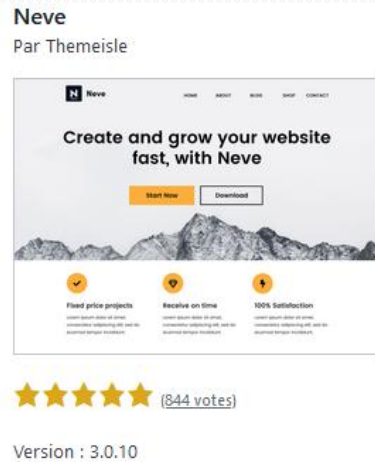 Neve
Par Themeisle
Neve
HOME ABOUT BLOG SHOP CONTACT
Create and grow your website
fast, with Neve
Start Now Download
Fixed price projects Receive on time 100% Satisfaction
(844 votes)
Version : 3.0.10